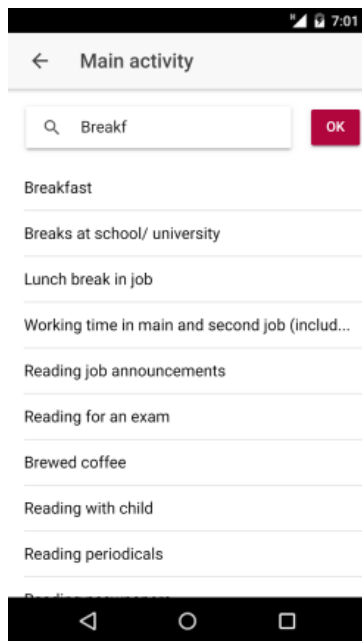 7:01
Main activity
Breakf
OK
Breakfast
Breaks at school/ university
Lunch break in job
Working time in main and second job (includ...
Reading job announcements
Reading for an exam
Brewed coffee
Reading with child
Reading periodicals